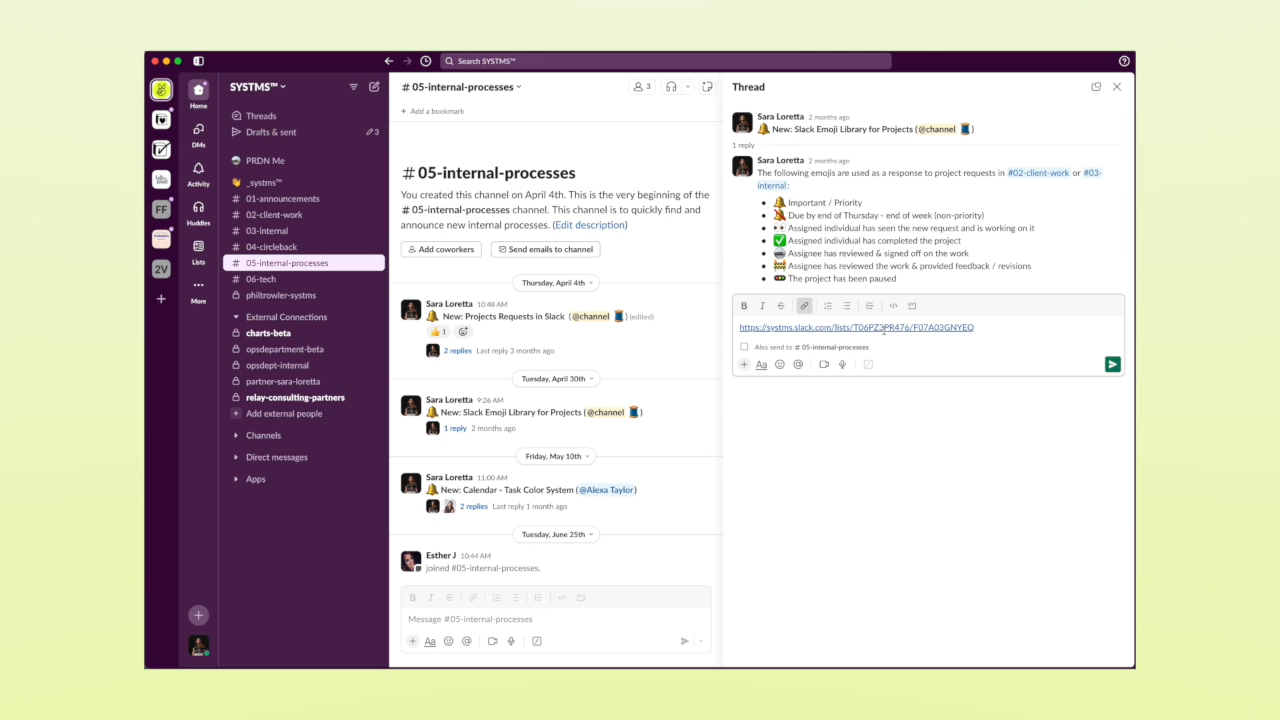 Search SYSTMS™
Home
DMs
Activity
Huddles
Lists
More
FF
2V
SYSTMS™
Threads
Drafts & sent
3
PRDN Me
_systms™
# 01-announcements
# 02-client-work
# 03-internal
# 04-circleback
# 05-internal-processes
# 06-tech
philtrowler-systms
External Connections
charts-beta
opsdepartment-beta
opsdept-internal
partner-sara-loretta
relay-consulting-partners
+ Add external people
Channels
Direct messages
Apps
# 05-internal-processes
3
+ Add a bookmark
# 05-internal-processes
You created this channel on April 4th. This is the very beginning of the
# 05-internal-processes channel. This channel is to quickly find and
announce new internal processes. (Edit description)
Add coworkers
Send emails to channel
Thursday, April 4th
Sara Loretta 10:48 AM
New: Projects Requests in Slack (@channel 🧵) (edited)
1
2 replies Last reply 3 months ago
Tuesday, April 30th
Sara Loretta 9:26 AM
New: Slack Emoji Library for Projects (@channel 🧵)
1 reply 2 months ago
Friday, May 10th
Sara Loretta 11:00 AM
New: Calendar - Task Color System (@Alexa Taylor)
2 replies Last reply 1 month ago
Tuesday, June 25th
Esther J 10:44 AM
joined #05-internal-processes.
B I S
Message #05-internal-processes
+ Aa
Thread
Sara Loretta 2 months ago
New: Slack Emoji Library for Projects (@channel 🧵)
1 reply
Sara Loretta 2 months ago
The following emojis are used as a response to project requests in #02-client-work or #03-
internal:
Important / Priority
Due by end of Thursday - end of week (non-priority)
Assigned individual has seen the new request and is working on it
Assigned individual has completed the project
Assignee has reviewed & signed off on the work
Assignee has reviewed the work & provided feedback / revisions
The project has been paused
B I S
https://systms.slack.com/lists/T06PZ3PR476/F07A03GNYEQ
Also send to # 05-internal-processes
+ Aa